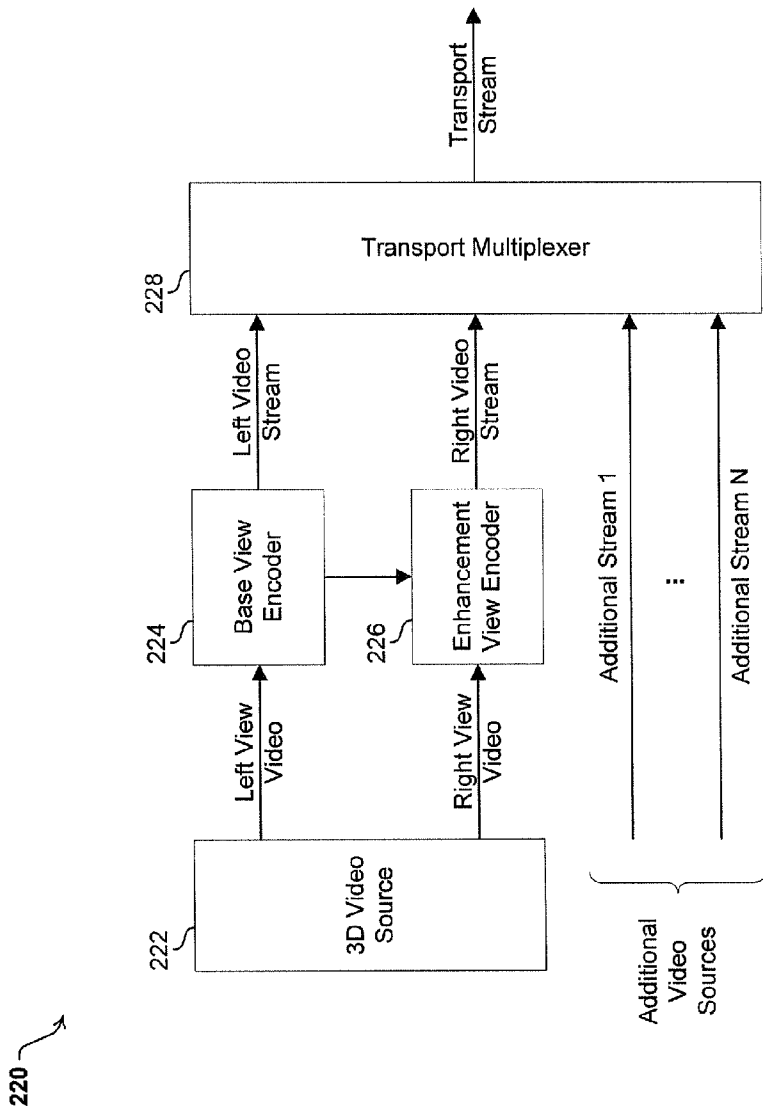 220
222
3D Video
Source
Left View
Video
Right View
Video
224
Base View
Encoder
226
Enhancement
View Encoder
Left Video
Stream
Right Video
Stream
228
Transport Multiplexer
Transport
Stream
Additional
Video
Sources
Additional Stream 1
...
Additional Stream N